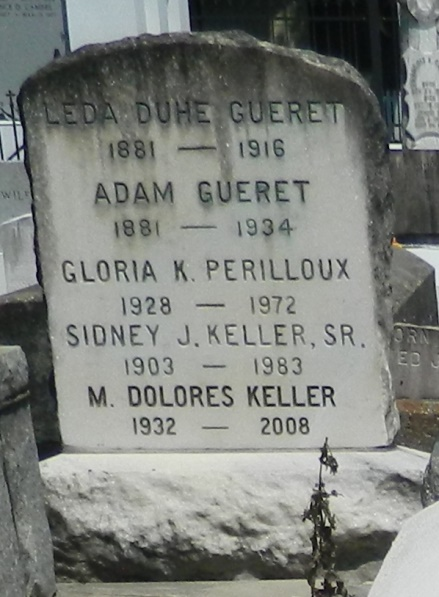 LEDA DUHE GUERET
1881 — 1916
ADAM GUERET
1881 — 1934
GLORIA K. PERILLOUX
1928 — 1972
SIDNEY J. KELLER, SR.
1903 — 1983
M. DOLORES KELLER
1932 — 2008